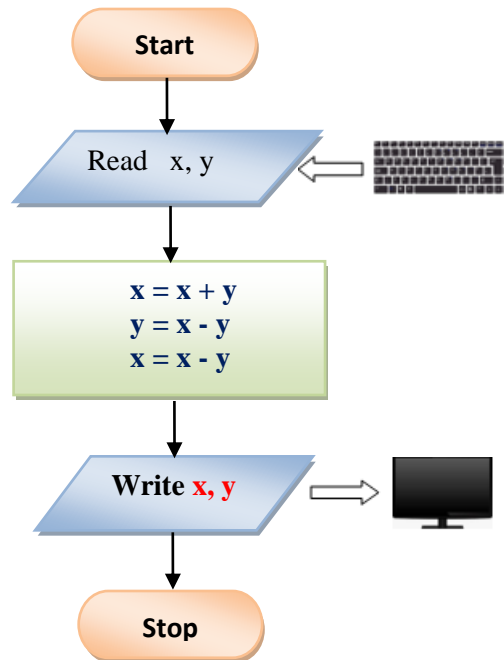 Start
Read x, y
x = x + y
y = x - y
x = x - y
Write x, y
Stop